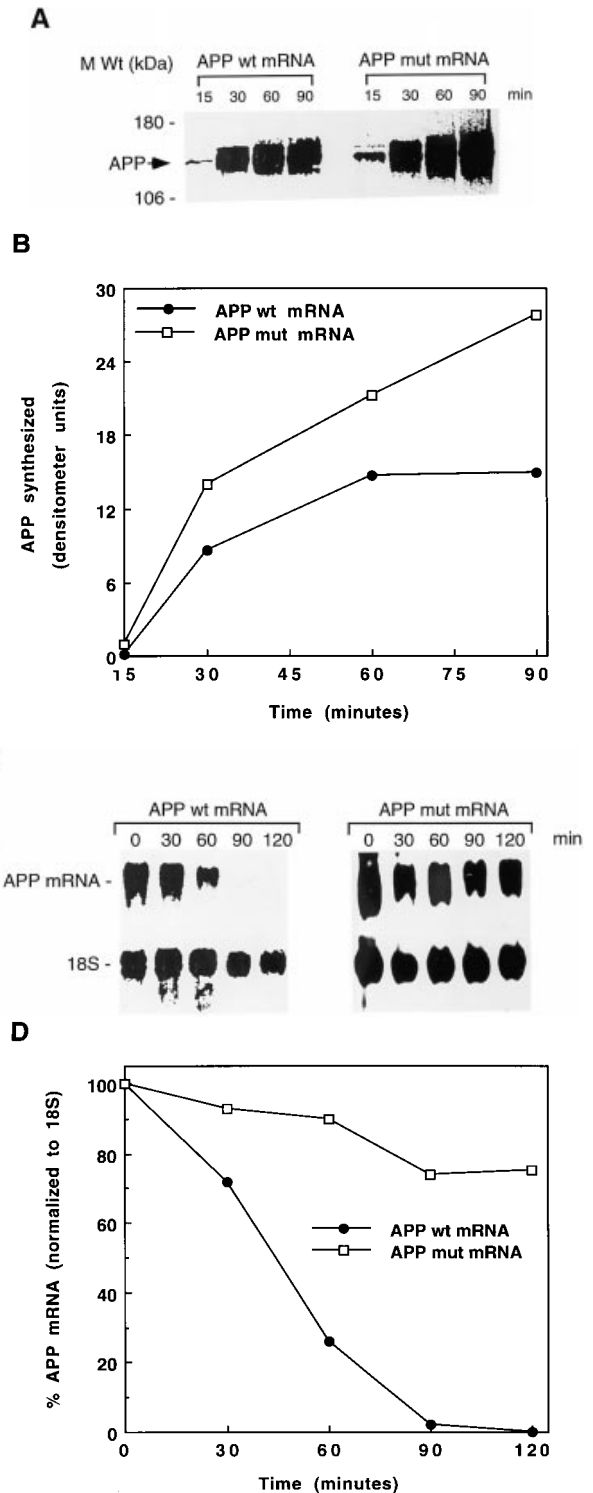 A
M Wt (kDa)
APP wt mRNA
APP mut mRNA
15 30 60 90
15 30 60 90 min
180 -
APP
106 -
B
30
24
18
12
6
0
APP synthesized
(densitometer units)
APP wt mRNA
APP mut mRNA
15 30 45 60 75 90
Time (minutes)
APP wt mRNA
APP mut mRNA
0 30 60 90 120
0 30 60 90 120 min
APP mRNA -
18S -
D
100
80
60
40
20
0
% APP mRNA (normalized to 18S)
APP wt mRNA
APP mut mRNA
0 30 60 90 120
Time (minutes)